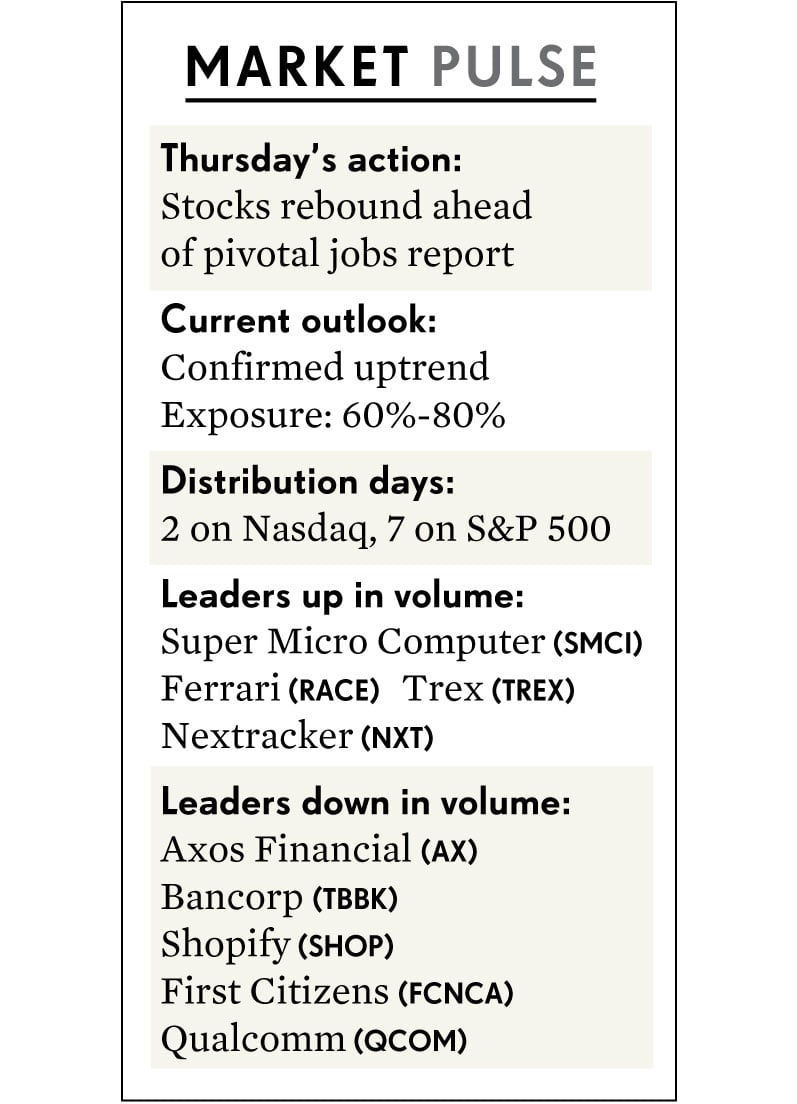 MARKET PULSE
Thursday’s action:
Stocks rebound ahead
of pivotal jobs report
Current outlook:
Confirmed uptrend
Exposure: 60%-80%
Distribution days:
2 on Nasdaq, 7 on S&P 500
Leaders up in volume:
Super Micro Computer (SMCI)
Ferrari (RACE) Trex (TREX)
Nextracker (NXT)
Leaders down in volume:
Axos Financial (AX)
Bancorp (TBBK)
Shopify (SHOP)
First Citizens (FCNCA)
Qualcomm (QCOM)